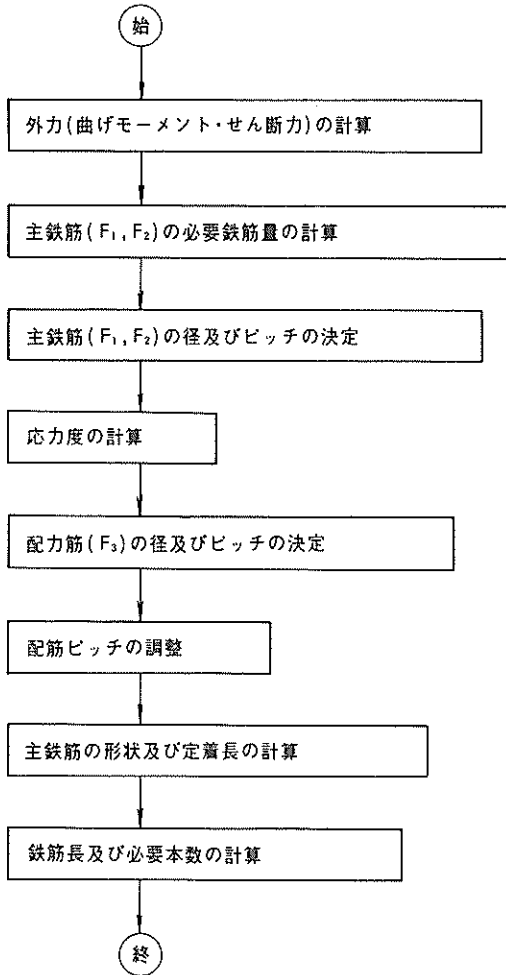 始
外力(曲げモーメント・せん断力)の計算
主鉄筋(F₁,F₂)の必要鉄筋量の計算
主鉄筋(F₁,F₂)の径及びピッチの決定
応力度の計算
配力筋(F₃)の径及びピッチの決定
配筋ピッチの調整
主鉄筋の形状及び定着長の計算
鉄筋長及び必要本数の計算
終